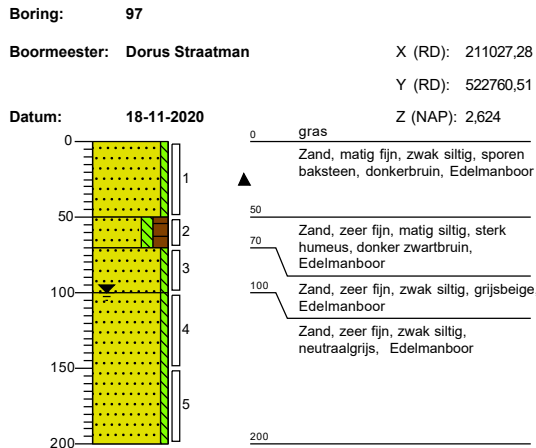 Boring: 97
Boormeester: Dorus Straatman
X (RD): 211027,28
Y (RD): 522760,51
Datum: 18-11-2020
Z (NAP): 2,624
0
50
100
150
200
1
2
3
4
5
0 gras
Zand, matig fijn, zwak siltig, sporen
baksteen, donkerbruin, Edelmanboor
50
Zand, zeer fijn, matig siltig, sterk
humeus, donker zwartbruin,
Edelmanboor
70
Zand, zeer fijn, zwak siltig, grijsbeige,
Edelmanboor
100
Zand, zeer fijn, zwak siltig,
neutraalgrijs, Edelmanboor
200